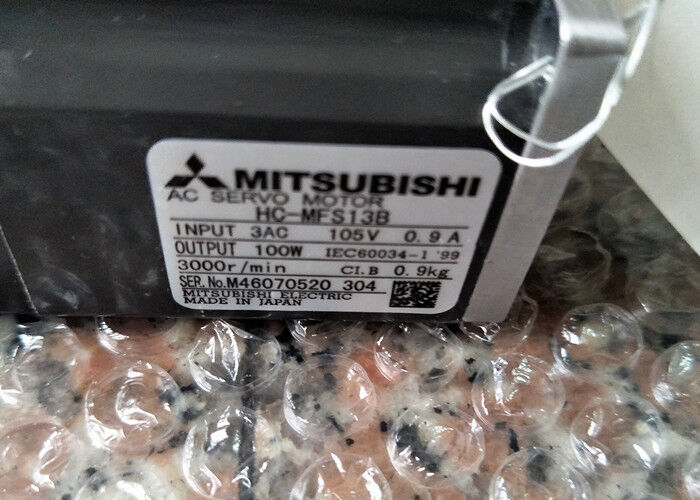 MITSUBISHI
AC SERVO MOTOR
HC-MFS13B
INPUT 3AC 105V 0.9A
OUTPUT 100W IEC60034-1 '99
3000r/min CI.B 0.9kg
SER.No.M46070520 304
MITSUBISHI ELECTRIC
MADE IN JAPAN